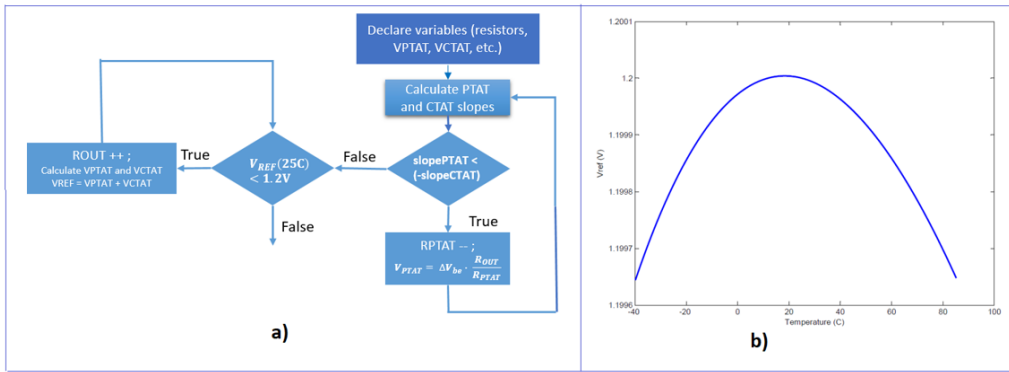 Declare variables (resistors,
VPTAT, VCTAT, etc.)
Calculate PTAT
and CTAT slopes
slopePTAT <
(-slopeCTAT)
False
True
RPTAT -- ;
V_PTAT = ΔV_be · R_OUT/R_PTAT
V_REF(25C)
< 1.2V
True
False
ROUT ++ ;
Calculate VPTAT and VCTAT
VREF = VPTAT + VCTAT
a)
1.2001
1.2
1.1999
1.1998
1.1997
1.1996
Vref (V)
-40 -20 0 20 40 60 80 100
Temperature (C)
b)